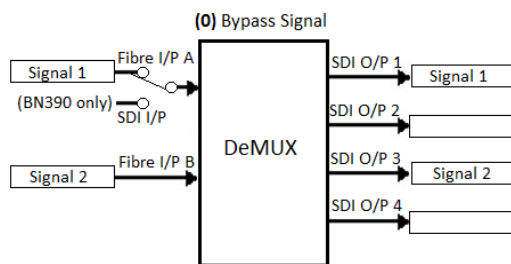 (0) Bypass Signal
Fibre I/P A
Signal 1
(BN390 only)
SDI I/P
Fibre I/P B
Signal 2
DeMUX
SDI O/P 1
Signal 1
SDI O/P 2
SDI O/P 3
Signal 2
SDI O/P 4